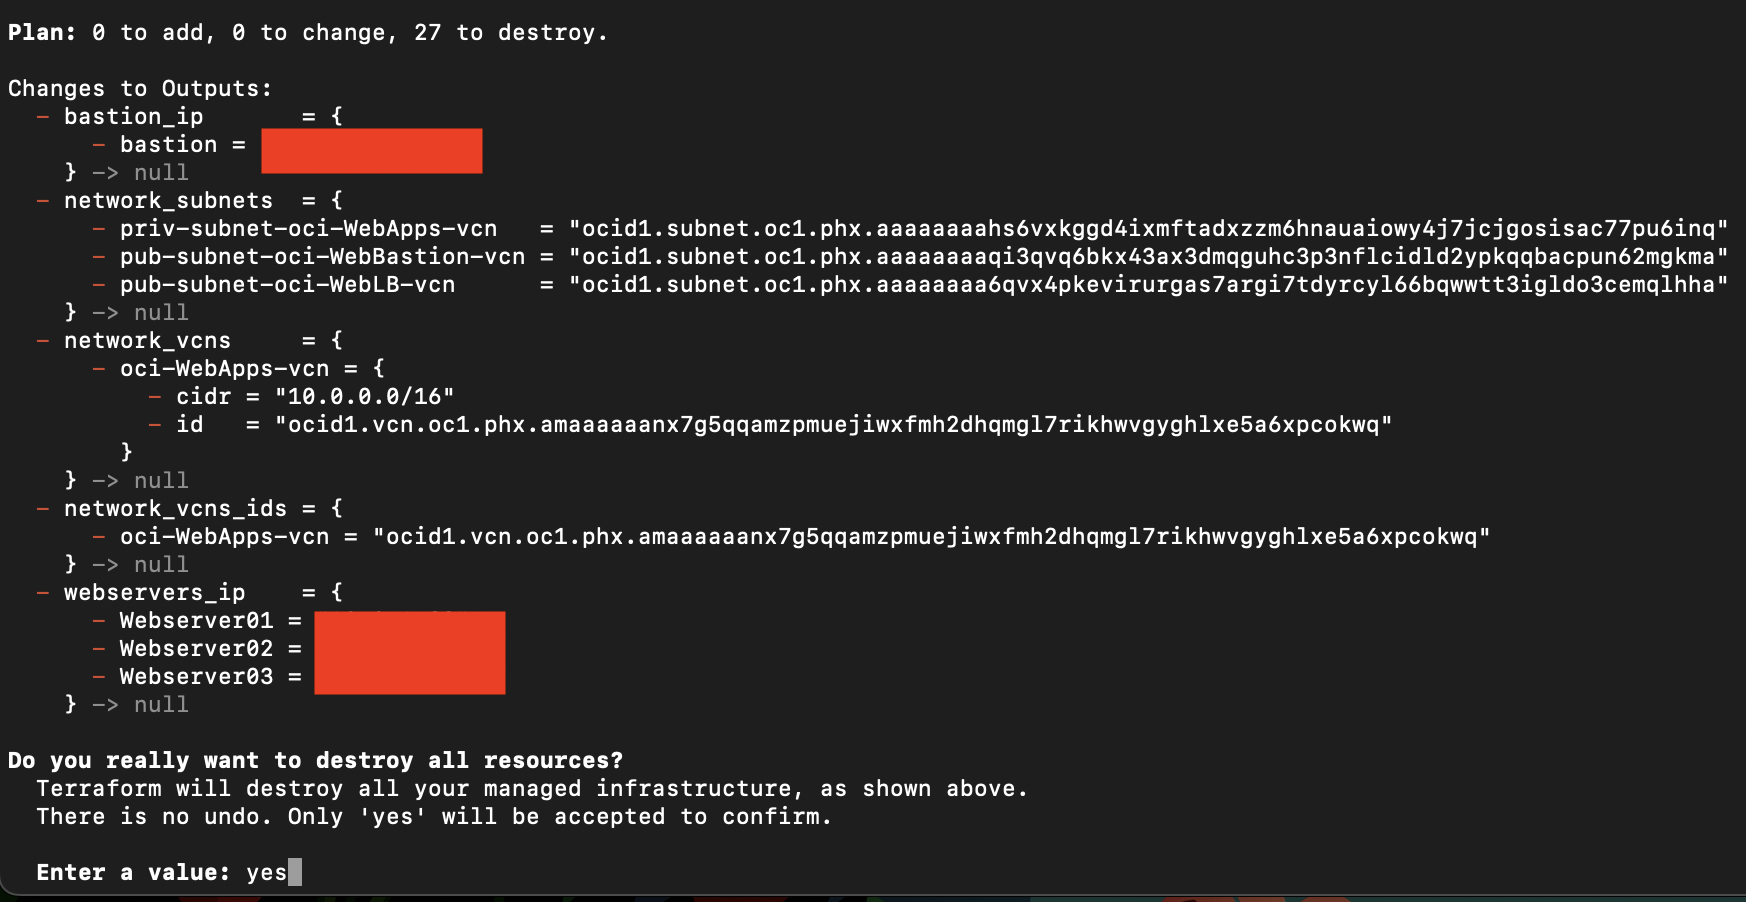 Plan: 0 to add, 0 to change, 27 to destroy.
Changes to Outputs:
- bastion_ip = {
- bastion =
} -> null
- network_subnets = {
- priv-subnet-oci-WebApps-vcn = "ocid1.subnet.oc1.phx.aaaaaaaahs6vxkggd4ixmftadxzzm6hnauaiowy4j7jcjgosisac77pu6inq"
- pub-subnet-oci-WebBastion-vcn = "ocid1.subnet.oc1.phx.aaaaaaaaqi3qvq6bkx43ax3dmqguhc3p3nflcidld2ypkqqbacpun62mgkma"
- pub-subnet-oci-WebLB-vcn = "ocid1.subnet.oc1.phx.aaaaaaaa6qvx4pkevirurgas7argi7tdyrcyl66bqwwtt3igldo3cemqlhha"
} -> null
- network_vcns = {
- oci-WebApps-vcn = {
- cidr = "10.0.0.0/16"
- id = "ocid1.vcn.oc1.phx.amaaaaaanx7g5qqamzpmuejiwxfmh2dhqmgl7rikhwvgyghlxe5a6xpcokwq"
}
} -> null
- network_vcns_ids = {
- oci-WebApps-vcn = "ocid1.vcn.oc1.phx.amaaaaaanx7g5qqamzpmuejiwxfmh2dhqmgl7rikhwvgyghlxe5a6xpcokwq"
} -> null
- webservers_ip = {
- Webserver01 =
- Webserver02 =
- Webserver03 =
} -> null
Do you really want to destroy all resources?
Terraform will destroy all your managed infrastructure, as shown above.
There is no undo. Only 'yes' will be accepted to confirm.
Enter a value: yes